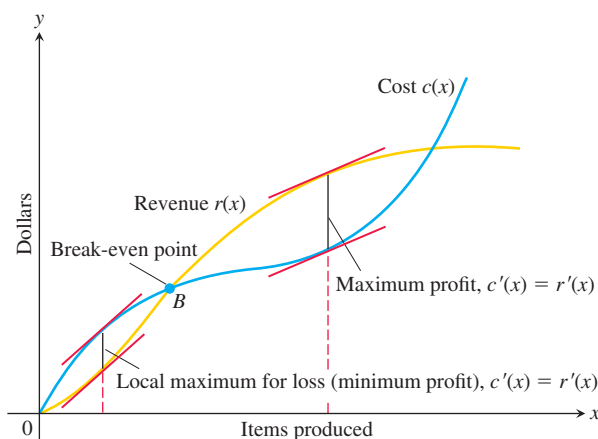 y
Cost c(x)
Revenue r(x)
Break-even point
Dollars
B
Maximum profit, c′(x) = r′(x)
Local maximum for loss (minimum profit), c′(x) = r′(x)
x
0
Items produced